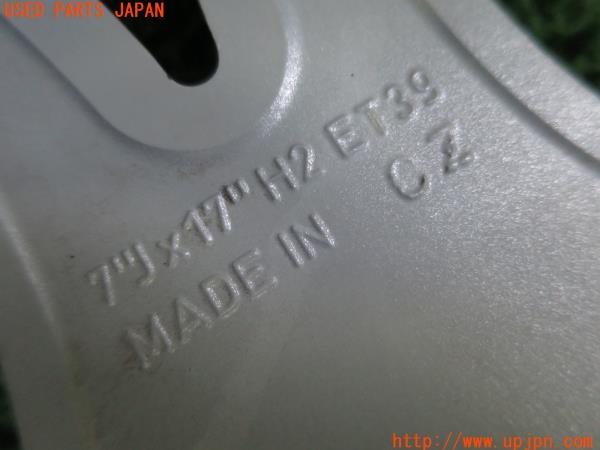 USED PARTS JAPAN
7"J x 17" H2 ET39
MADE IN CZ
http://www.upjpn.com/